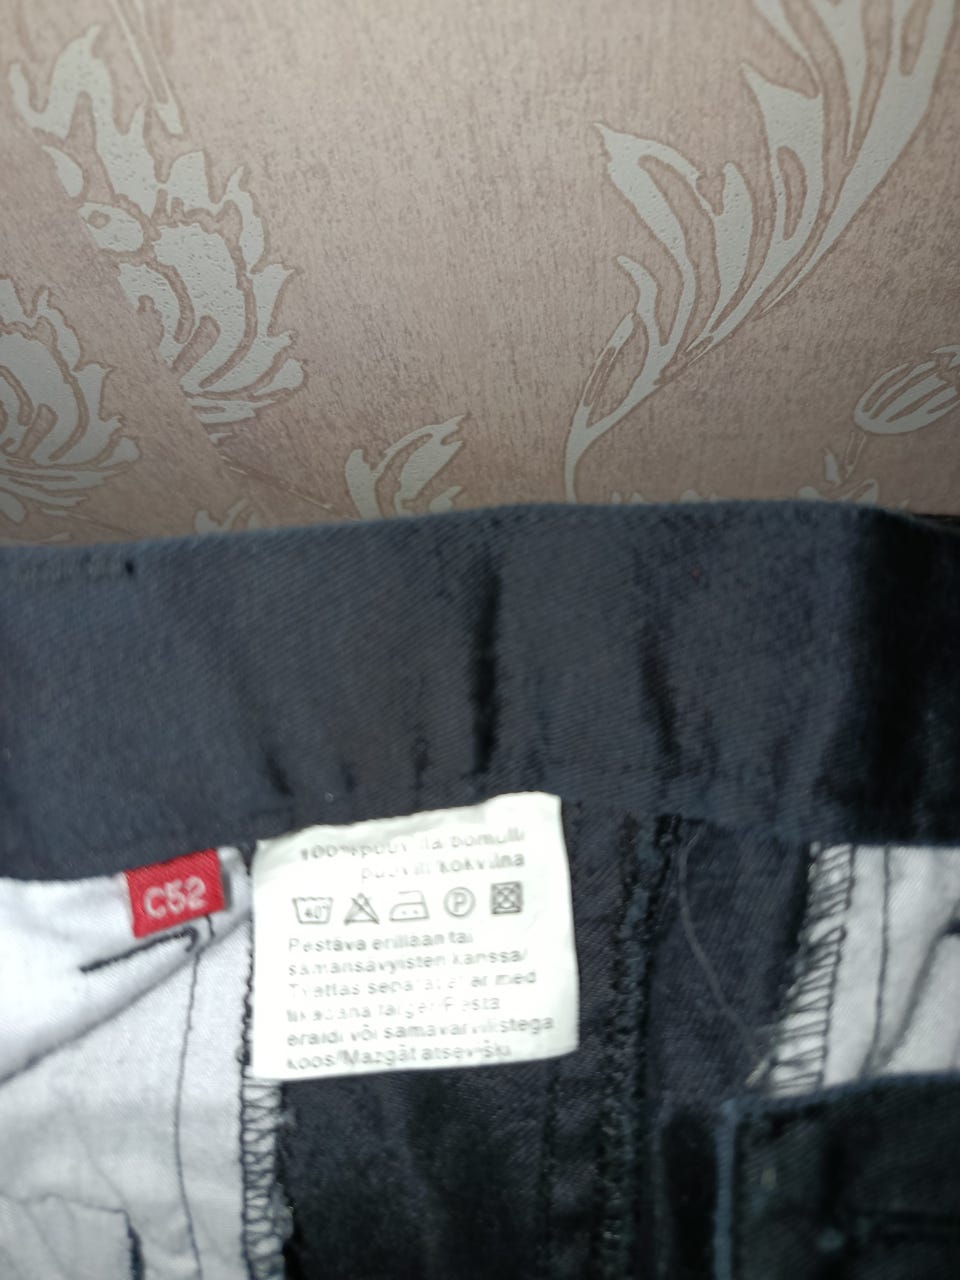 100%puuvilla bomull
puuvill kokvilna
C52
40°
P
Pestävä erillään tai
samansävyisten kanssa/
Tvättas separat eller med
likadana färger/Pesta
eraldi või samavärvilistega
koos/Mazgāt atsevišķi